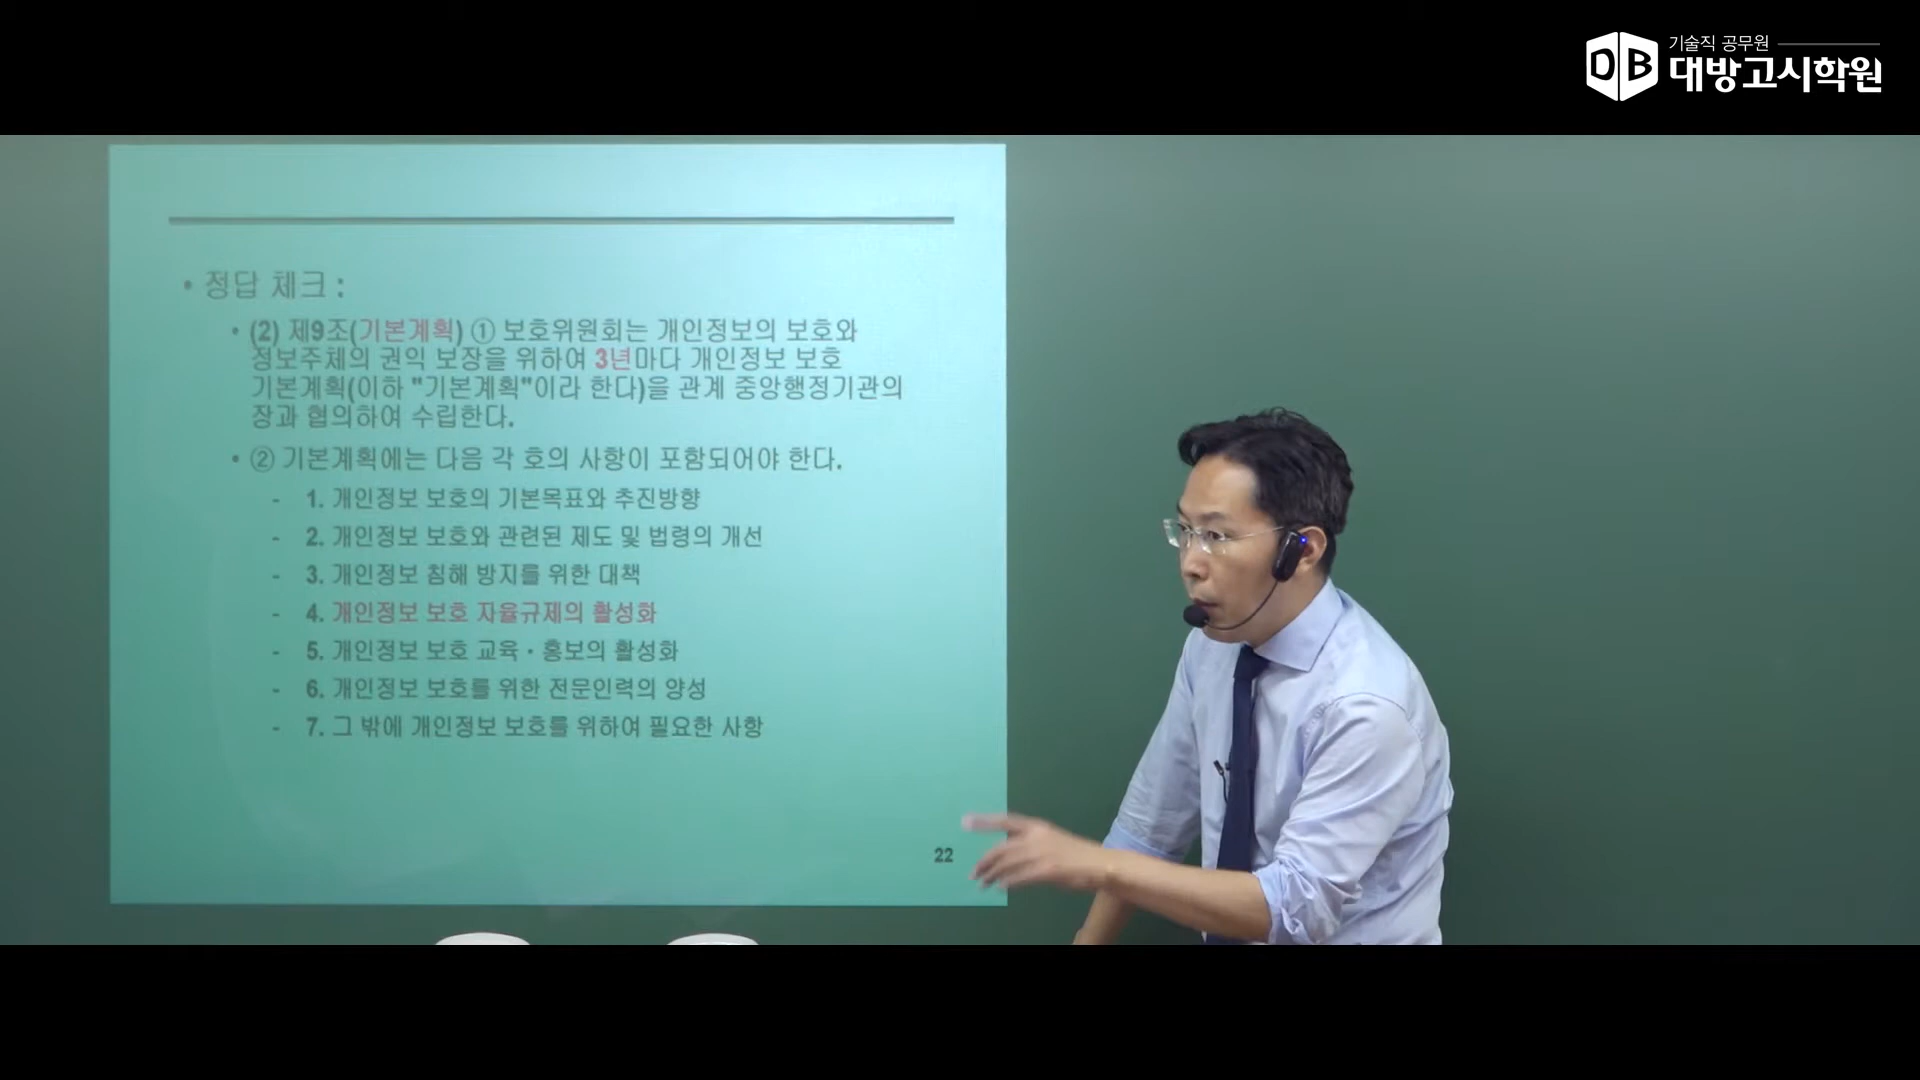 기술직 공무원
DB 대방고시학원
• 정답 체크 :
• (2) 제9조(기본계획) ① 보호위원회는 개인정보의 보호와
정보주체의 권익 보장을 위하여 3년마다 개인정보 보호
기본계획(이하 "기본계획"이라 한다)을 관계 중앙행정기관의
장과 협의하여 수립한다.
• ② 기본계획에는 다음 각 호의 사항이 포함되어야 한다.
- 1. 개인정보 보호의 기본목표와 추진방향
- 2. 개인정보 보호와 관련된 제도 및 법령의 개선
- 3. 개인정보 침해 방지를 위한 대책
- 4. 개인정보 보호 자율규제의 활성화
- 5. 개인정보 보호 교육·홍보의 활성화
- 6. 개인정보 보호를 위한 전문인력의 양성
- 7. 그 밖에 개인정보 보호를 위하여 필요한 사항
22